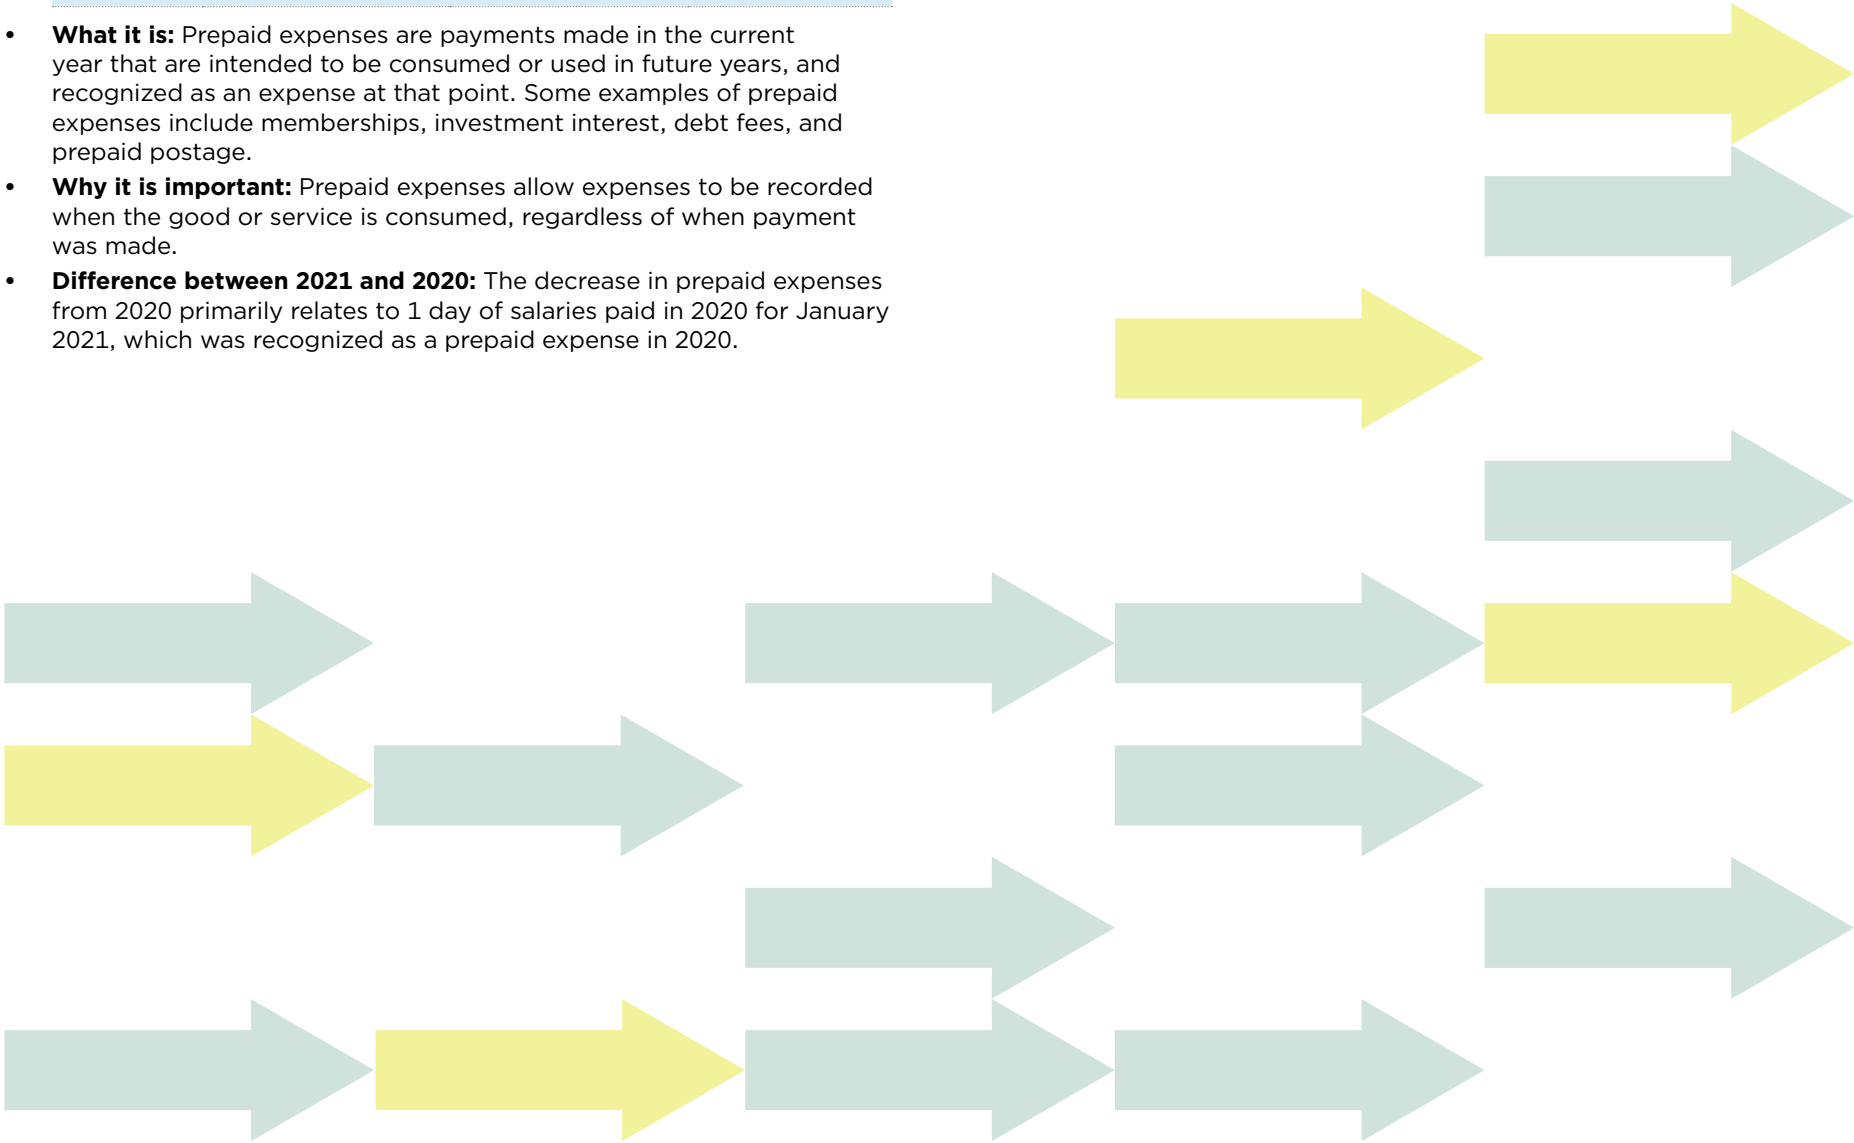 • What it is: Prepaid expenses are payments made in the current
year that are intended to be consumed or used in future years, and
recognized as an expense at that point. Some examples of prepaid
expenses include memberships, investment interest, debt fees, and
prepaid postage.
• Why it is important: Prepaid expenses allow expenses to be recorded
when the good or service is consumed, regardless of when payment
was made.
• Difference between 2021 and 2020: The decrease in prepaid expenses
from 2020 primarily relates to 1 day of salaries paid in 2020 for January
2021, which was recognized as a prepaid expense in 2020.